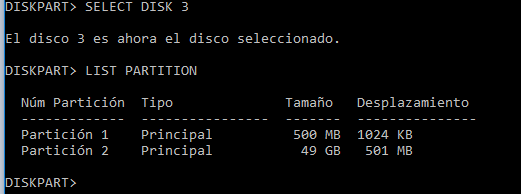 DISKPART> SELECT DISK 3
El disco 3 es ahora el disco seleccionado.
DISKPART> LIST PARTITION
Núm Partición  Tipo              Tamaño   Desplazamiento
-------------  ----------------  -------  ---------------
Partición 1    Principal          500 MB  1024 KB
Partición 2    Principal           49 GB   501 MB
DISKPART>